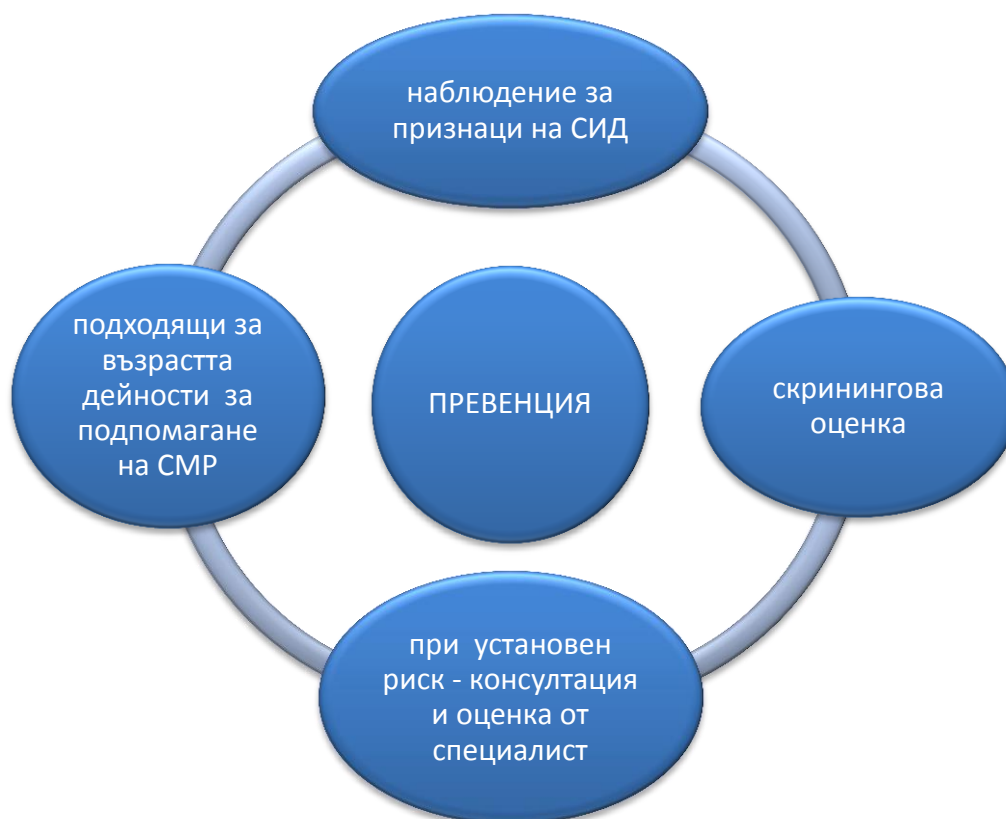 наблюдение за
признаци на СИД
подходящи за
възрастта
дейности за
подпомагане
на СМР
ПРЕВЕНЦИЯ
скринингова
оценка
при установен
риск - консултация
и оценка от
специалист